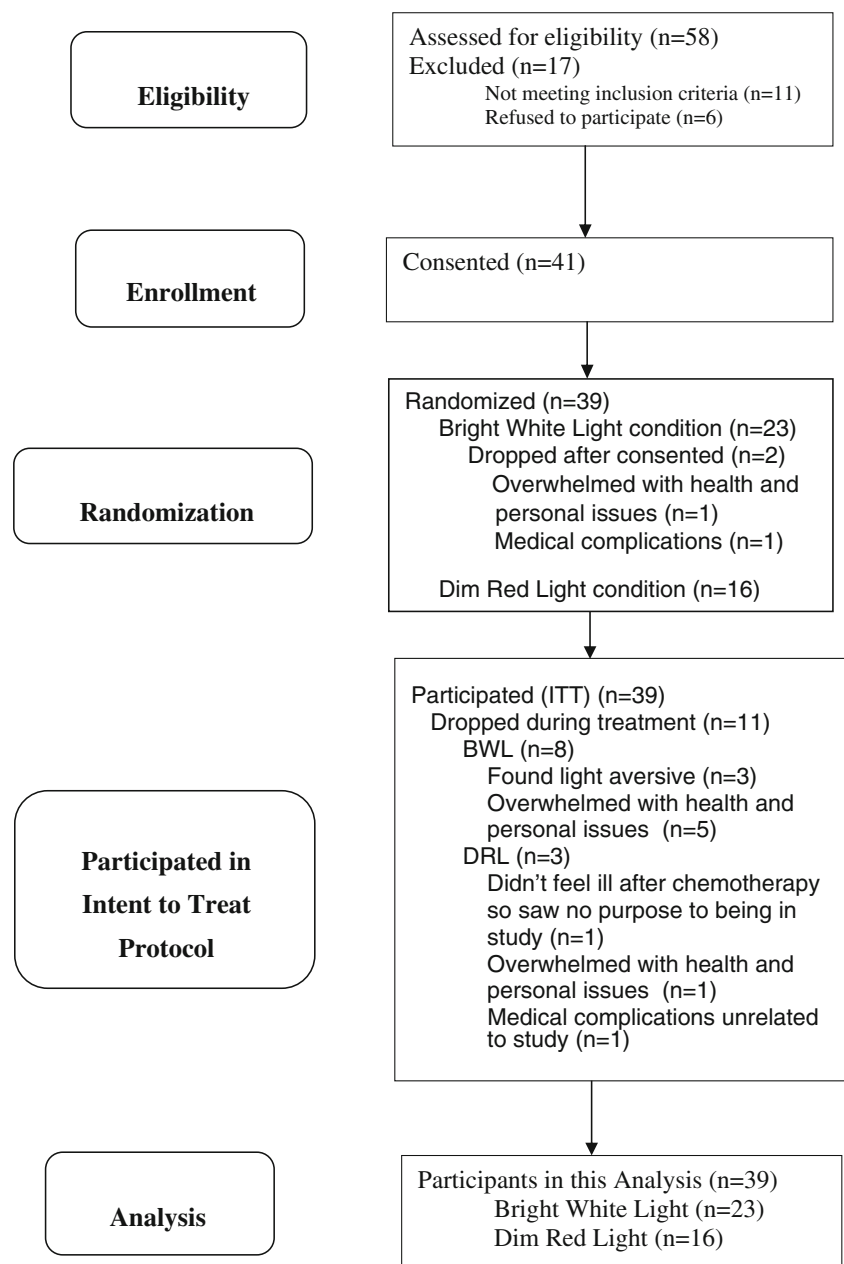 Eligibility
Assessed for eligibility (n=58)
Excluded (n=17)
Not meeting inclusion criteria (n=11)
Refused to participate (n=6)
Enrollment
Consented (n=41)
Randomization
Randomized (n=39)
Bright White Light condition (n=23)
Dropped after consented (n=2)
Overwhelmed with health and
personal issues (n=1)
Medical complications (n=1)
Dim Red Light condition (n=16)
Participated in
Intent to Treat
Protocol
Participated (ITT) (n=39)
Dropped during treatment (n=11)
BWL (n=8)
Found light aversive (n=3)
Overwhelmed with health and
personal issues (n=5)
DRL (n=3)
Didn't feel ill after chemotherapy
so saw no purpose to being in
study (n=1)
Overwhelmed with health and
personal issues (n=1)
Medical complications unrelated
to study (n=1)
Analysis
Participants in this Analysis (n=39)
Bright White Light (n=23)
Dim Red Light (n=16)